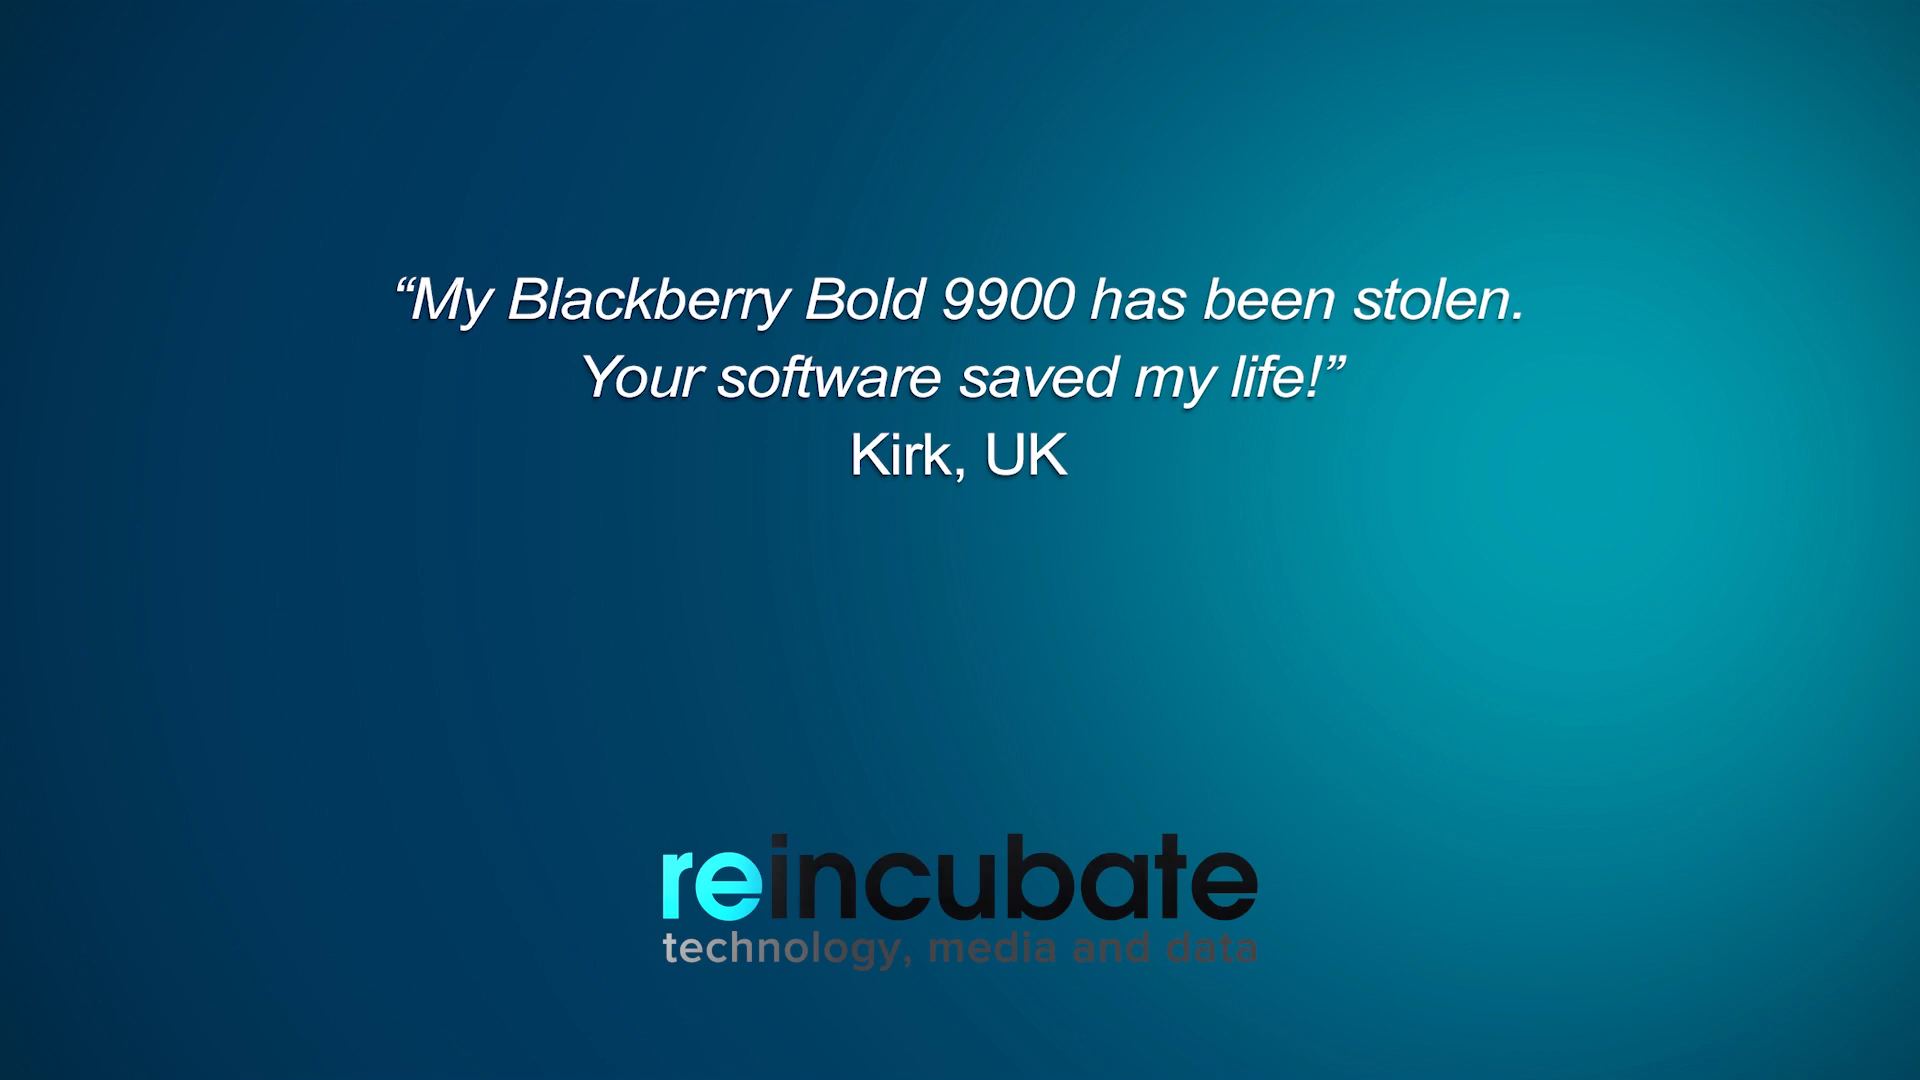 “My Blackberry Bold 9900 has been stolen.
Your software saved my life!”
Kirk, UK
reincubate
technology, media and data